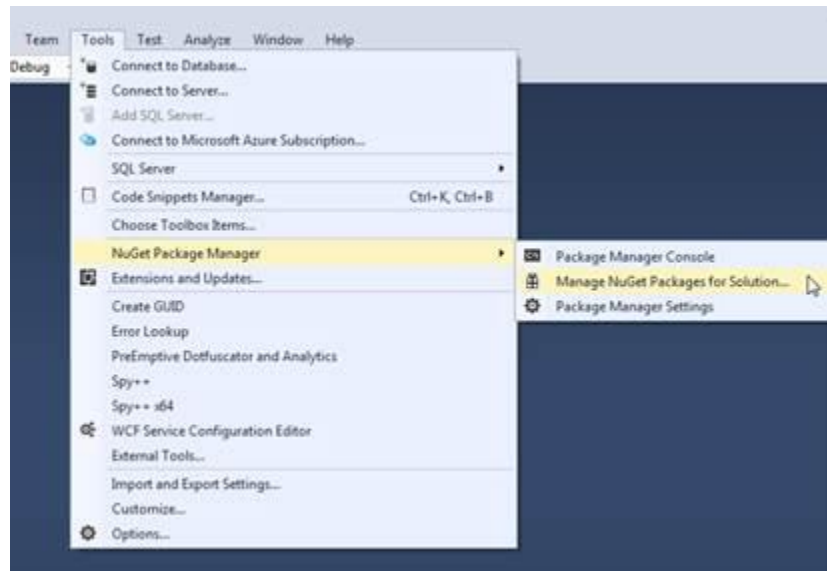 Team Tools Test Analyze Window Help
Debug
Connect to Database...
Connect to Server...
Add SQL Server...
Connect to Microsoft Azure Subscription...
SQL Server
Code Snippets Manager... Ctrl+K, Ctrl+B
Choose Toolbox Items...
NuGet Package Manager
Package Manager Console
Extensions and Updates...
Manage NuGet Packages for Solution...
Create GUID
Package Manager Settings
Error Lookup
PreEmptive Dotfuscator and Analytics
Spy++
Spy++ x64
WCF Service Configuration Editor
External Tools...
Import and Export Settings...
Customize...
Options...